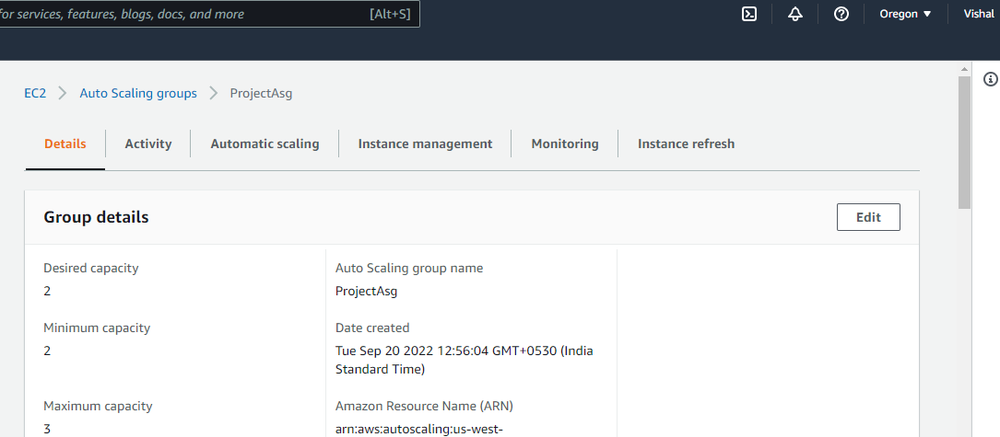 for services, features, blogs, docs, and more [Alt+S] Oregon ▼ Vishal
EC2 > Auto Scaling groups > ProjectAsg
Details Activity Automatic scaling Instance management Monitoring Instance refresh
Group details Edit
Desired capacity
2
Minimum capacity
2
Maximum capacity
3
Auto Scaling group name
ProjectAsg
Date created
Tue Sep 20 2022 12:56:04 GMT+0530 (India
Standard Time)
Amazon Resource Name (ARN)
arn:aws:autoscaling:us-west-